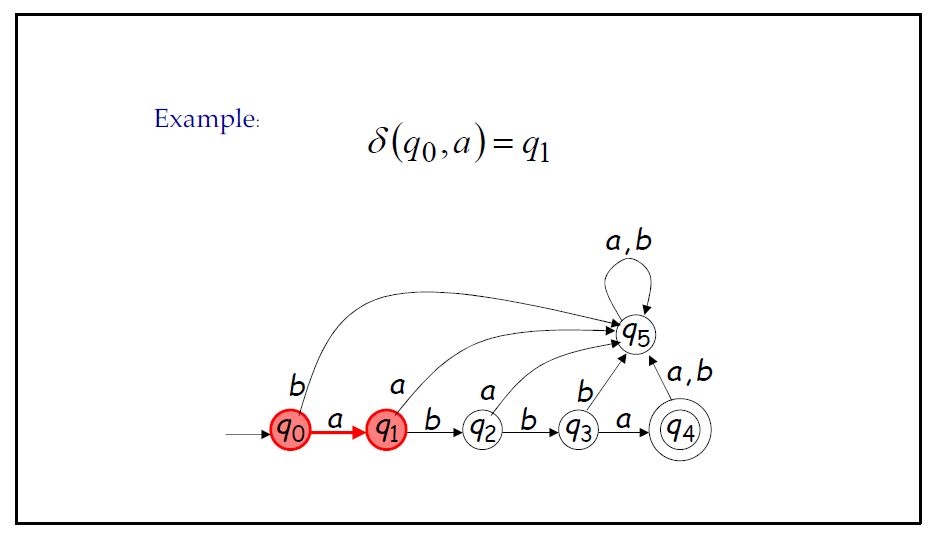 Example:
δ(q₀,a)= q₁
a,b
q₅
b
a
a
b
a,b
q₀
a
q₁
b
q₂
b
q₃
a
q₄